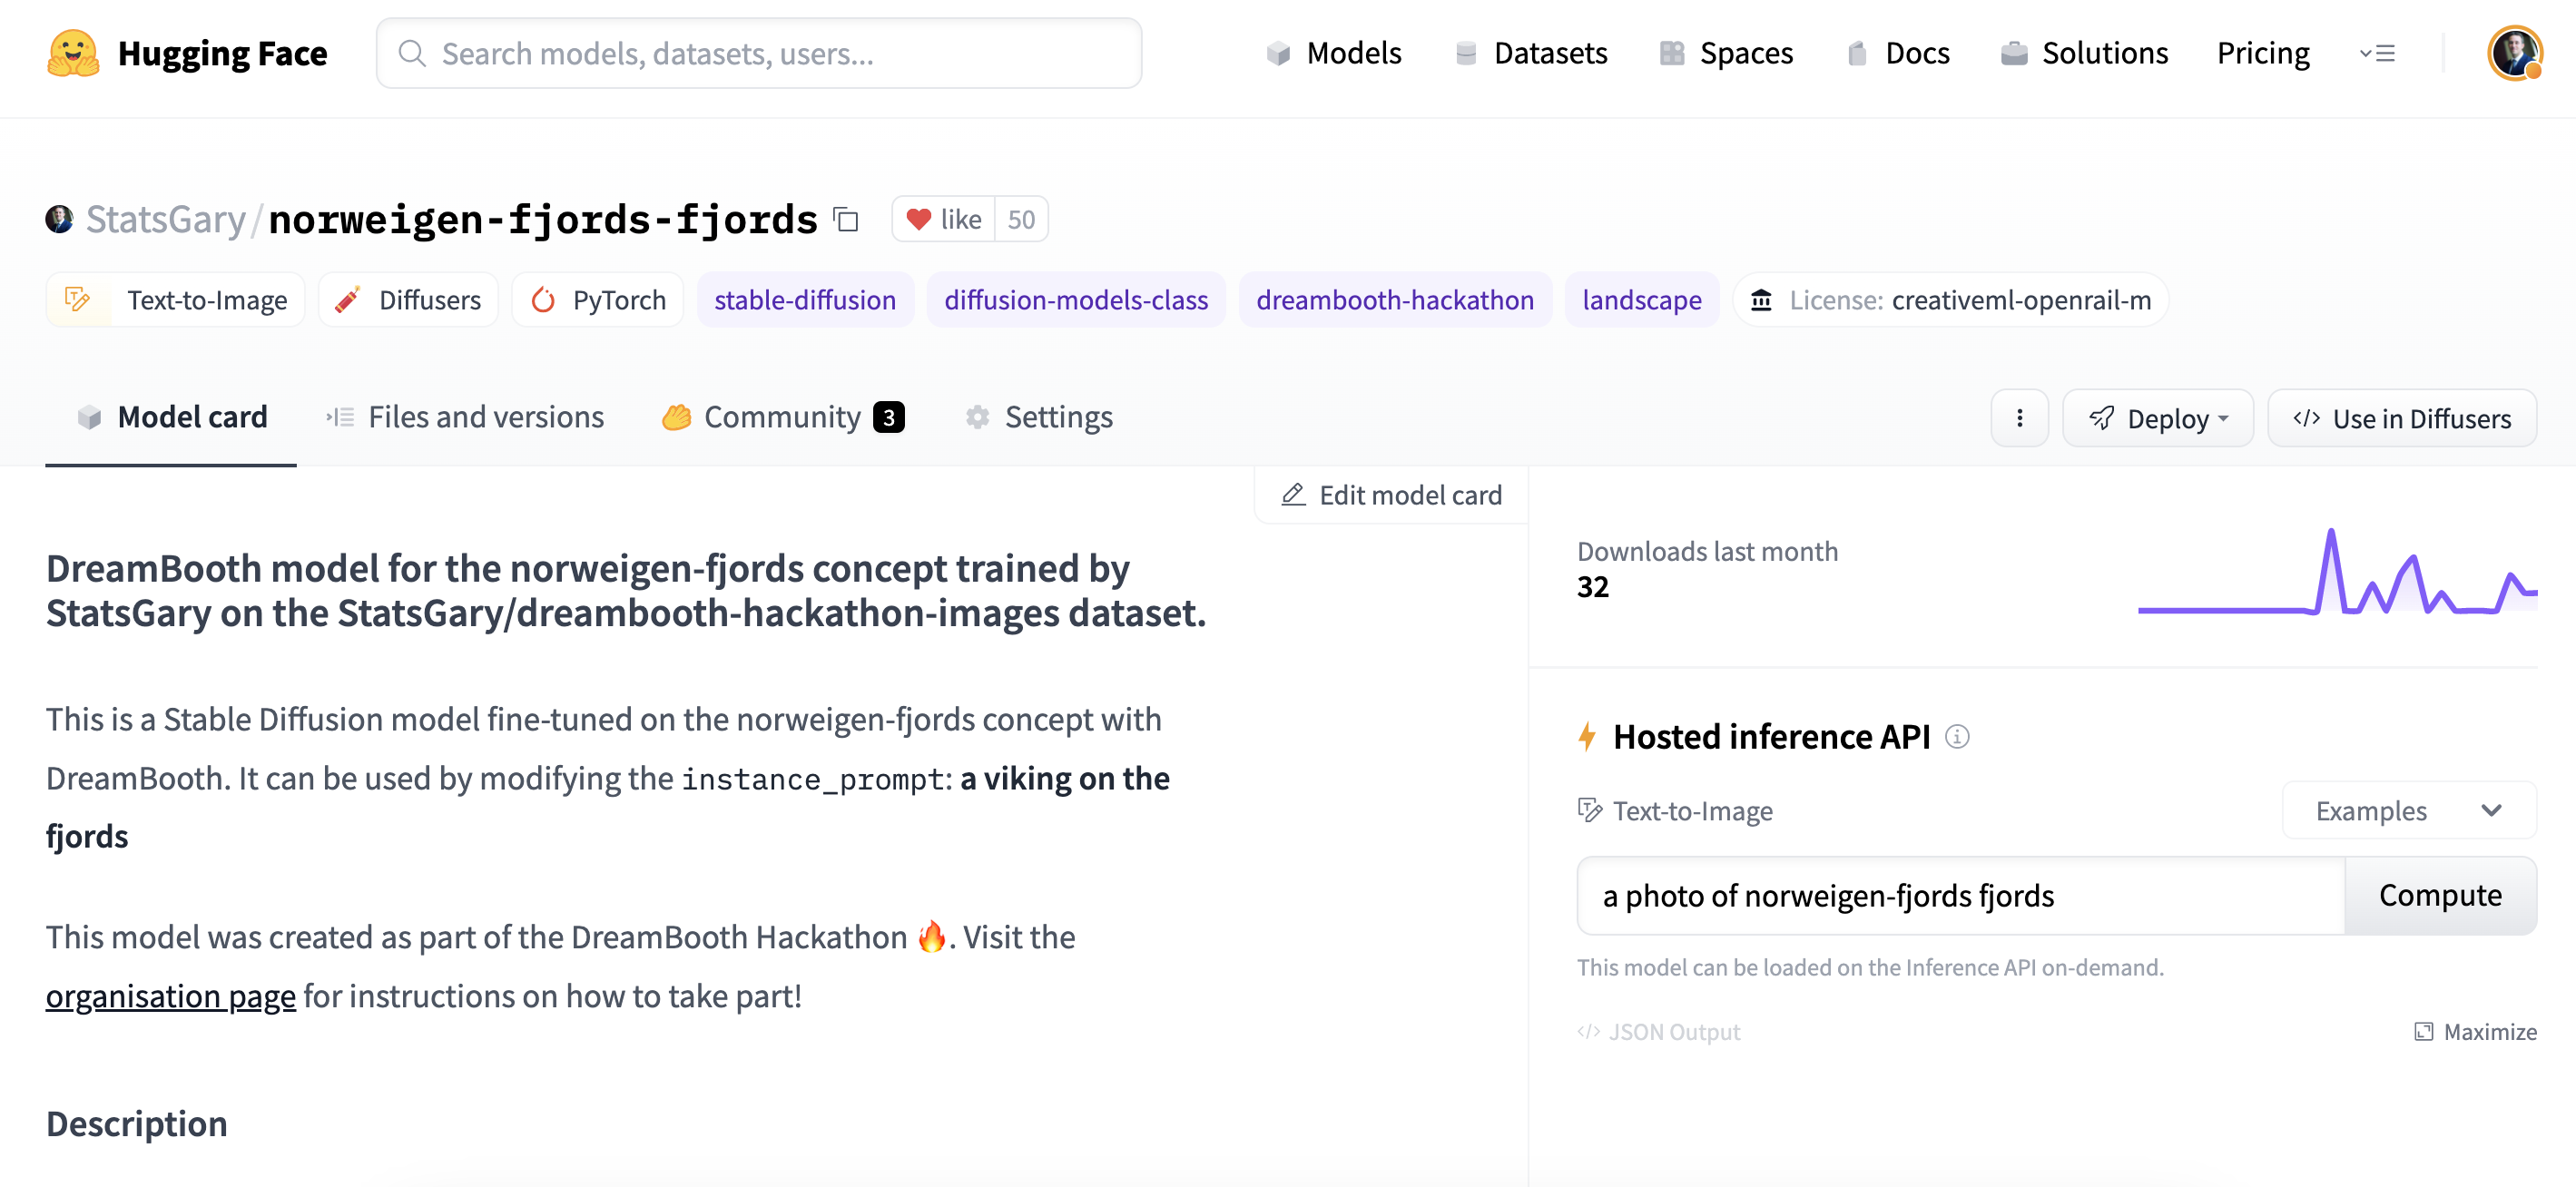 Hugging Face
Search models, datasets, users...
Models
Datasets
Spaces
Docs
Solutions
Pricing
StatsGary/norweigen-fjords-fjords
like 50
Text-to-Image
Diffusers
PyTorch
stable-diffusion
diffusion-models-class
dreambooth-hackathon
landscape
License: creativeml-openrail-m
Model card
Files and versions
Community 3
Settings
Deploy
Use in Diffusers
Edit model card
DreamBooth model for the norweigen-fjords concept trained by
StatsGary on the StatsGary/dreambooth-hackathon-images dataset.
This is a Stable Diffusion model fine-tuned on the norweigen-fjords concept with
DreamBooth. It can be used by modifying the instance_prompt: a viking on the
fjords
This model was created as part of the DreamBooth Hackathon 🔥. Visit the
organisation page for instructions on how to take part!
Description
Downloads last month
32
Hosted inference API
Text-to-Image
Examples
a photo of norweigen-fjords fjords
Compute
This model can be loaded on the Inference API on-demand.
JSON Output
Maximize